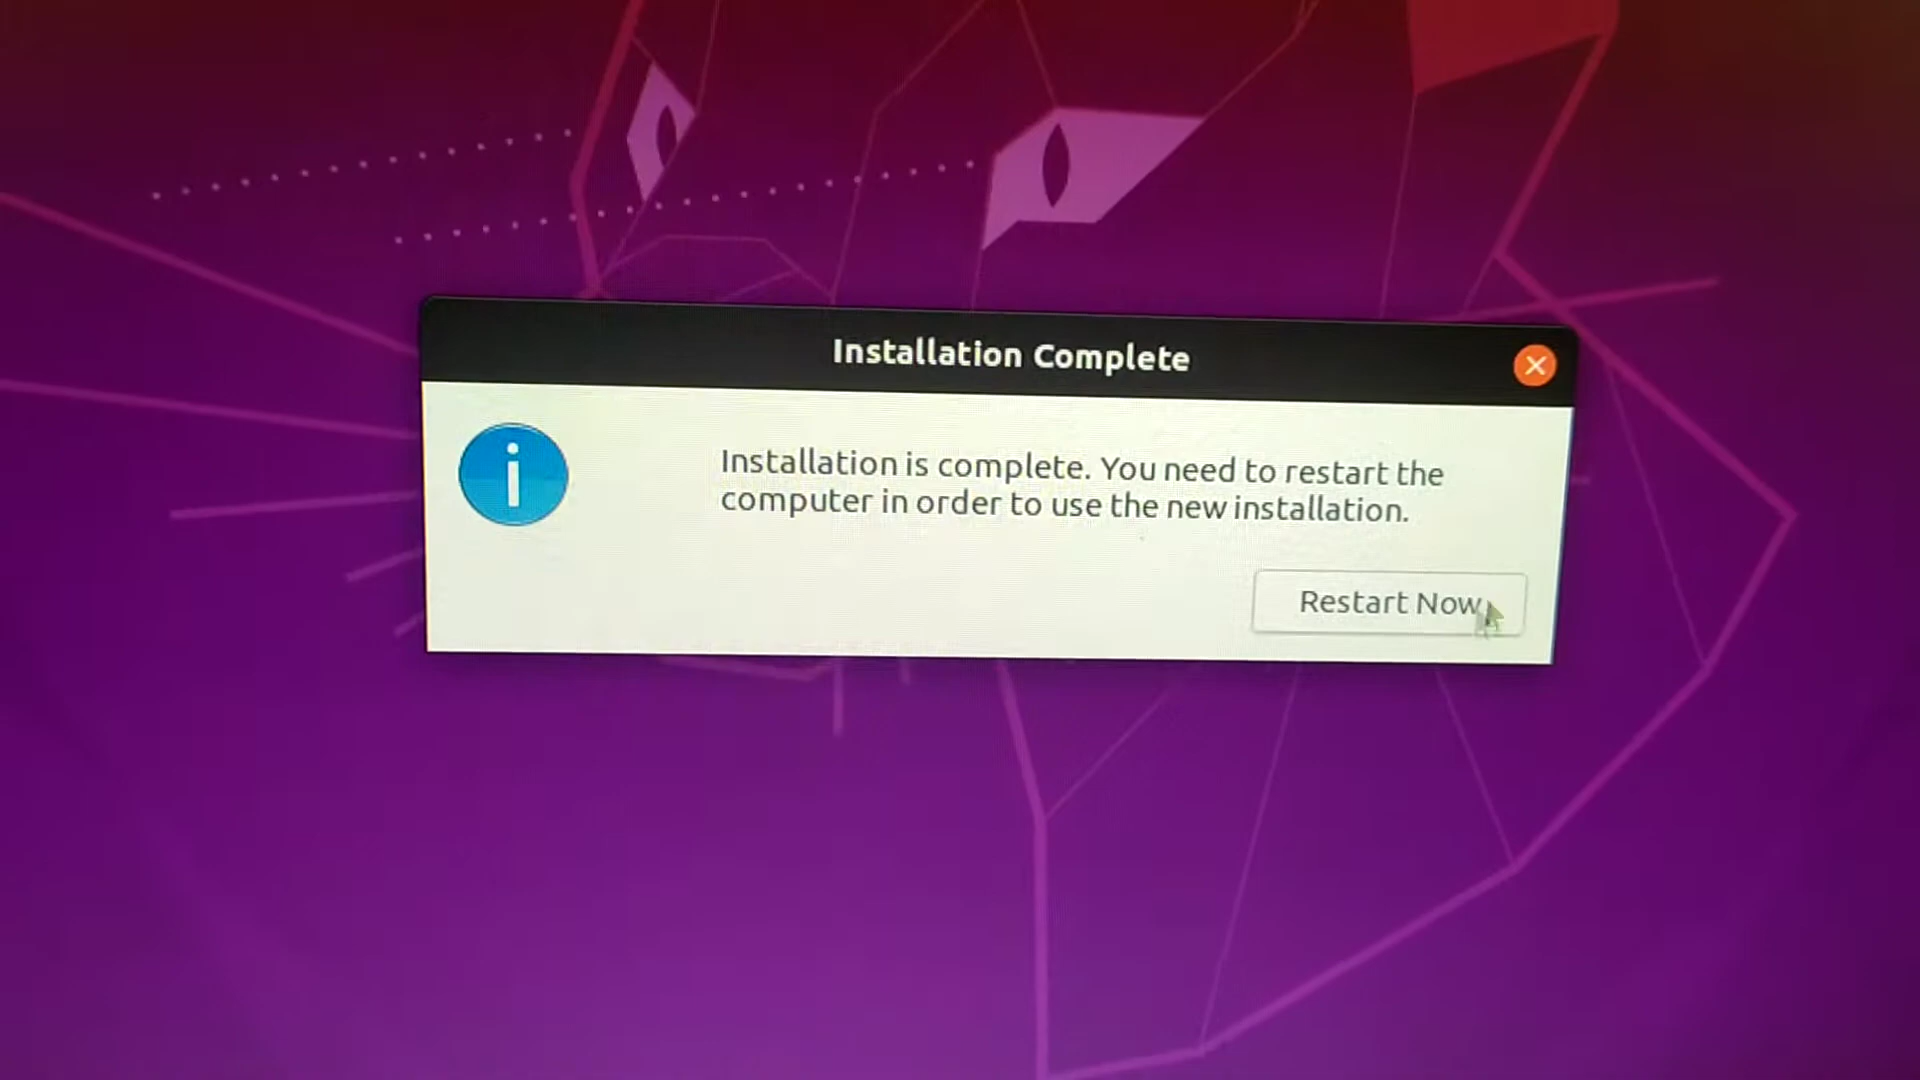 Installation Complete
Installation is complete. You need to restart the
computer in order to use the new installation.
Restart Now